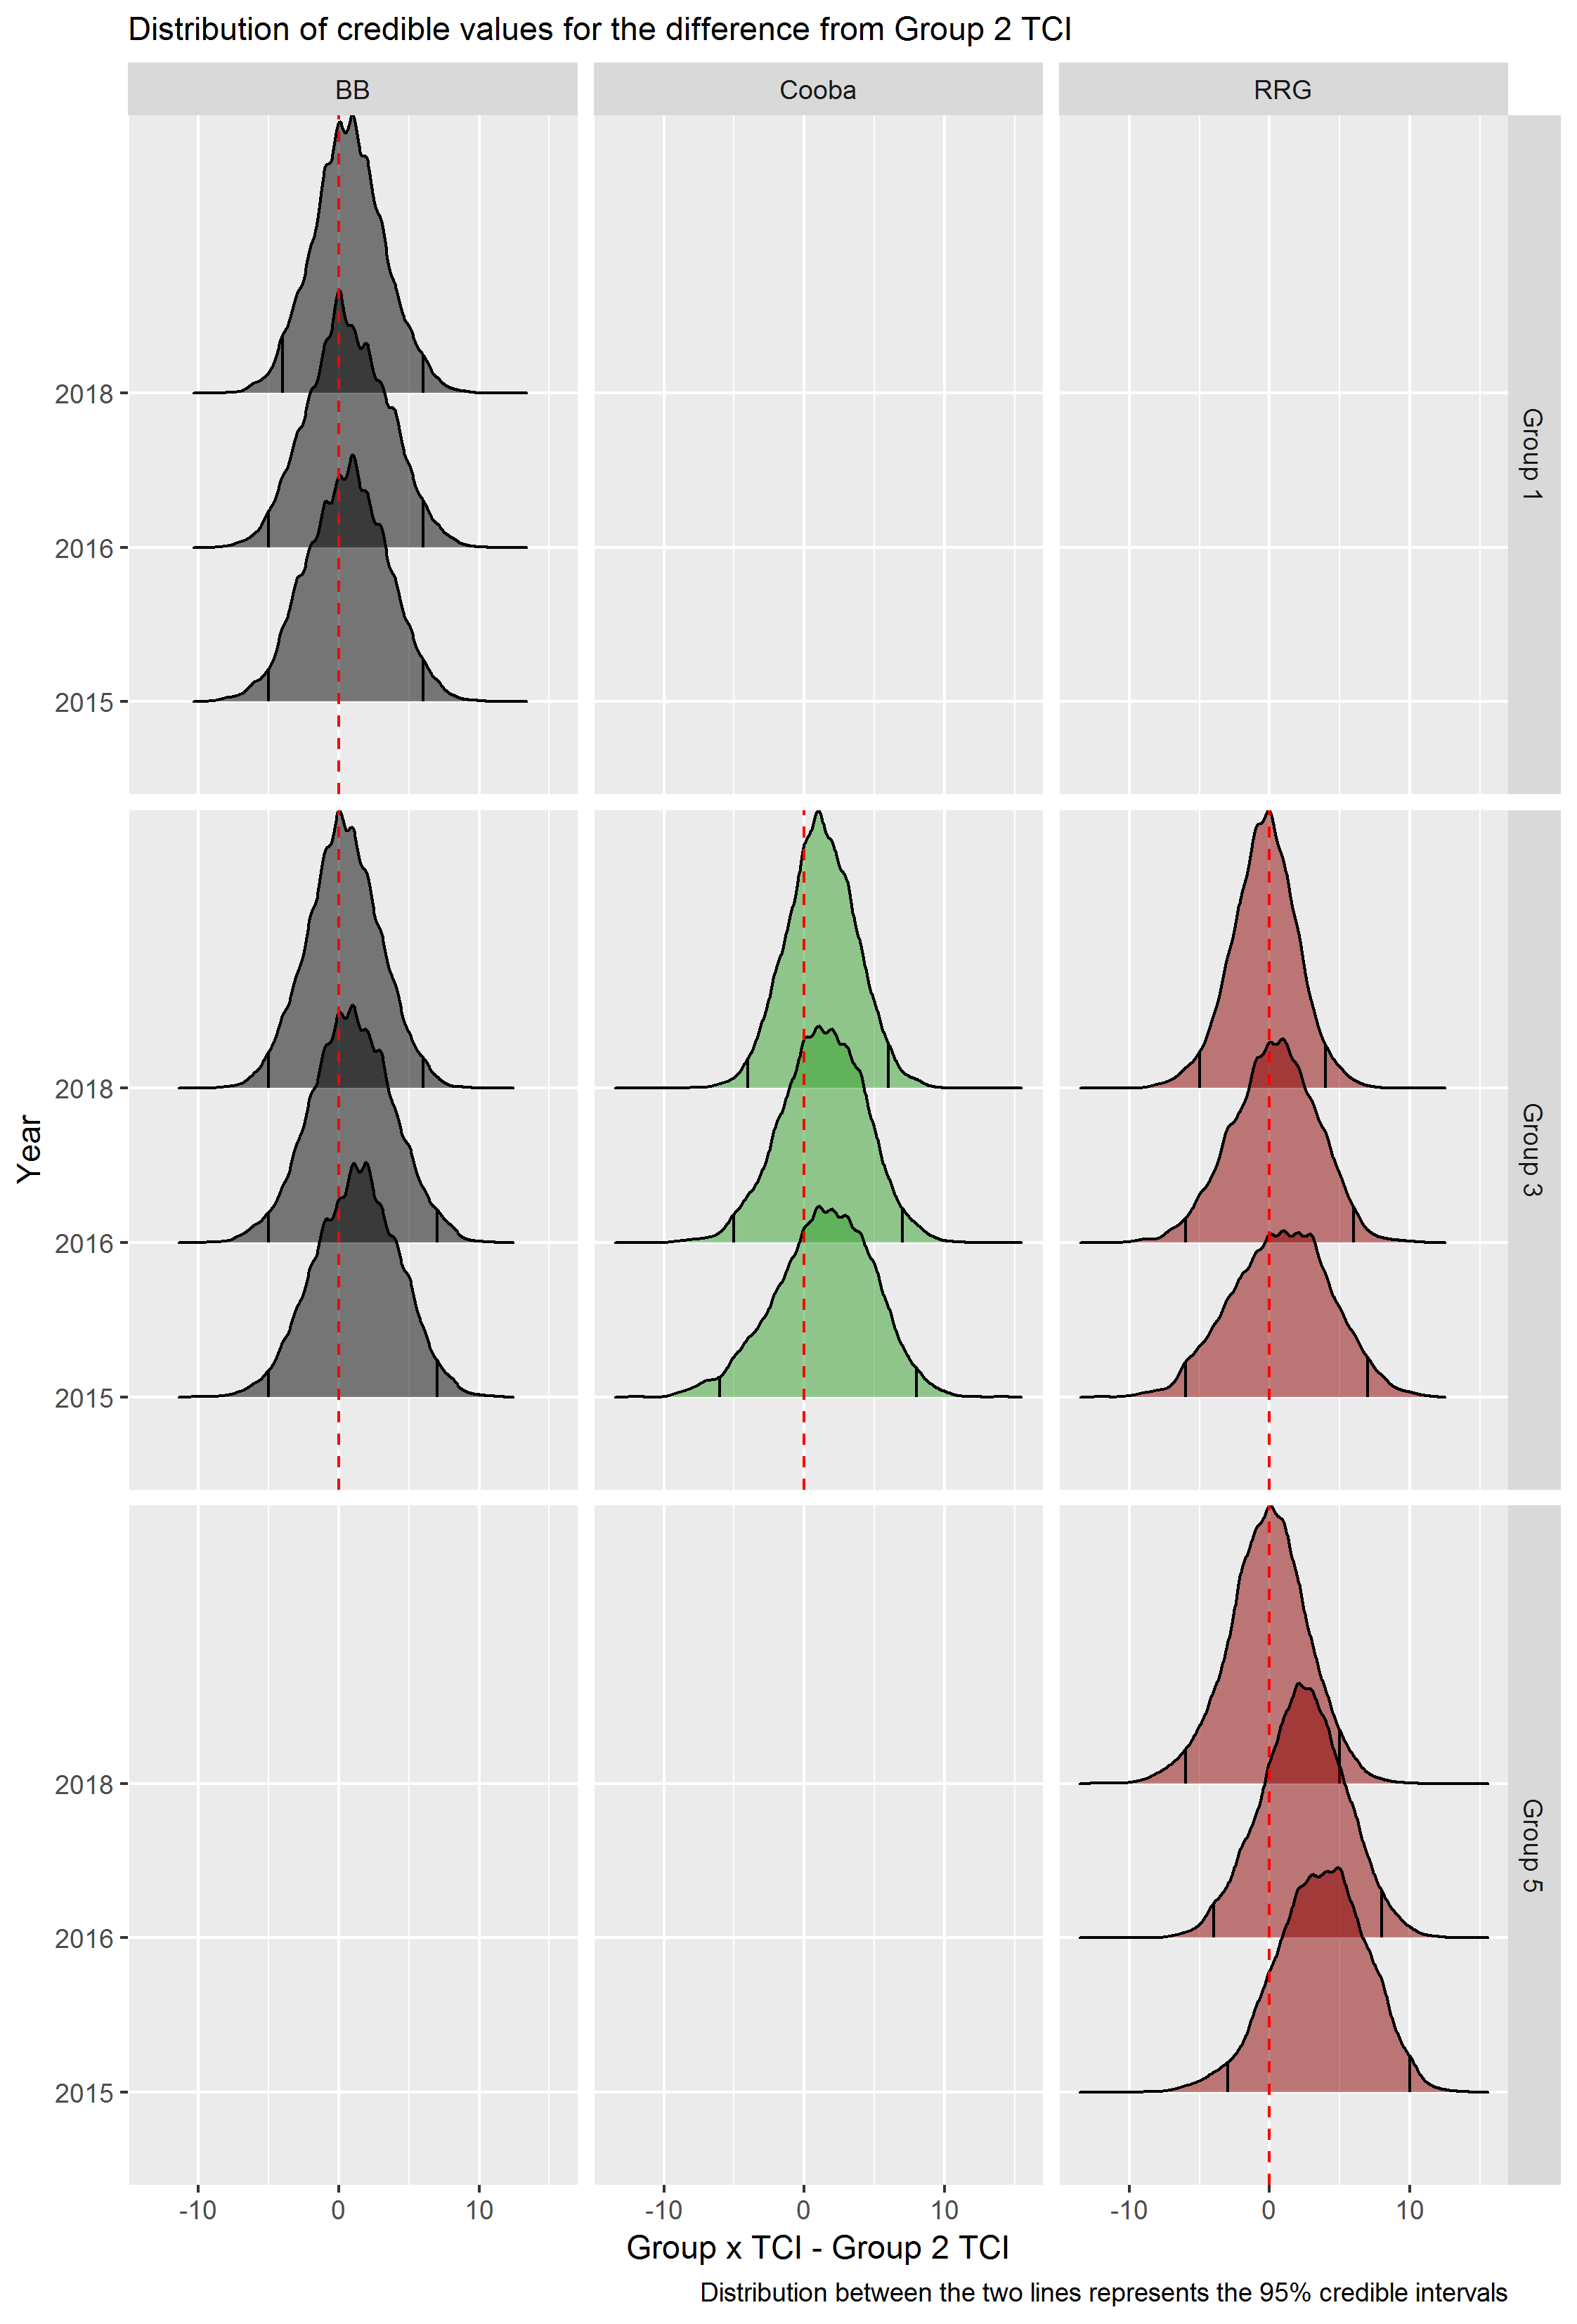 Distribution of credible values for the difference from Group 2 TCI
BB
Cooba
RRG
2018
2016
2015
Group 1
2018
2016
2015
Group 3
Year
2018
2016
2015
Group 5
-10 0 10
-10 0 10
-10 0 10
Group x TCI - Group 2 TCI
Distribution between the two lines represents the 95% credible intervals